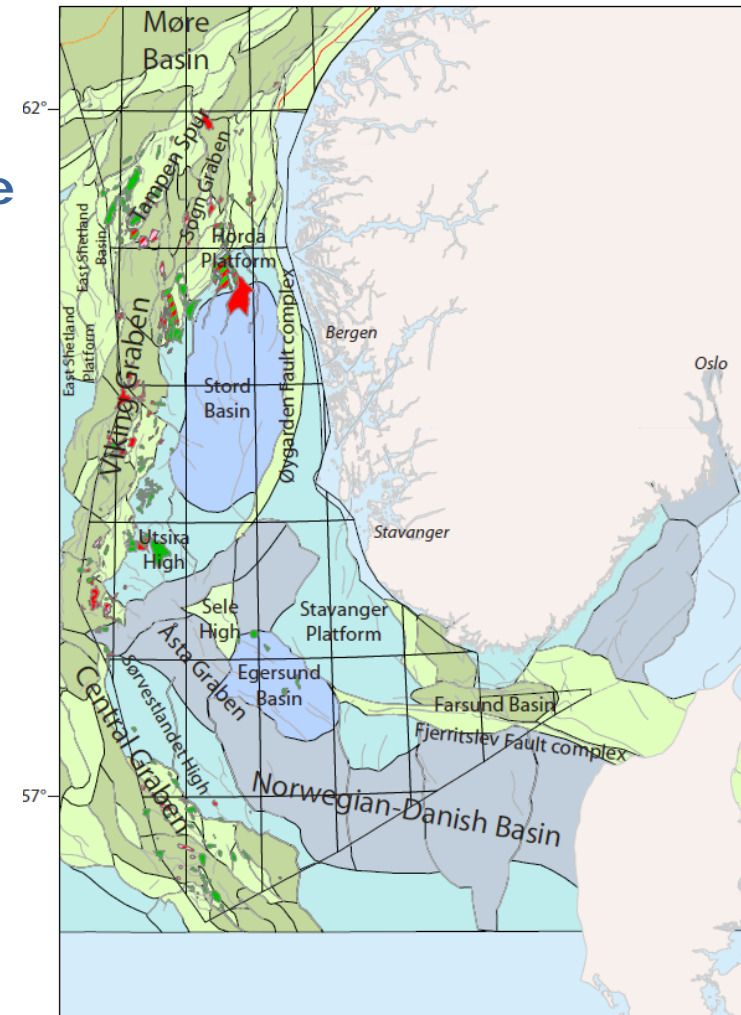 Møre
Basin
62°
e
Tampen Spur
Sogn Graben
East Shetland
Basin
Horda
Platform
East Shetland
Platform
Viking Graben
Øygarden Fault complex
Bergen
Oslo
Stord
Basin
Stavanger
Utsira
High
Sele
High
Stavanger
Platform
Åsta Graben
Egersund
Basin
Sørvestlandet High
Farsund Basin
Central Graben
Fjerritslev Fault complex
57°
Norwegian-Danish Basin